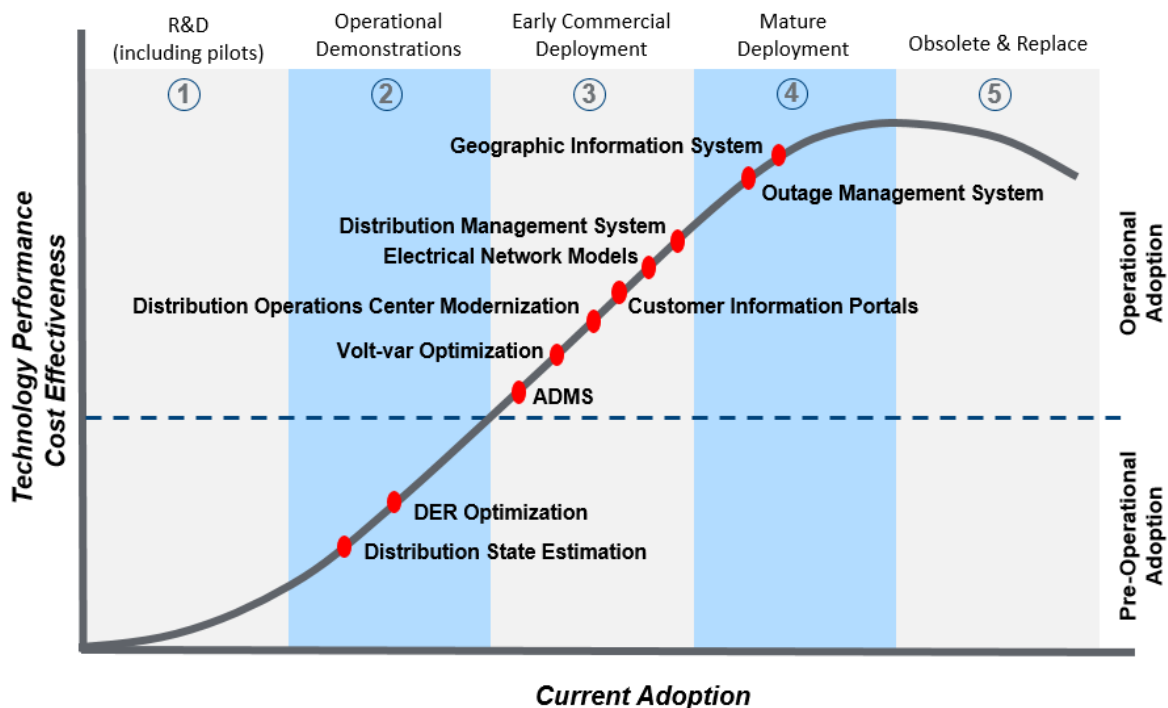 R&D
(including pilots)
Operational
Demonstrations
Early Commercial
Deployment
Mature
Deployment
Obsolete & Replace
1
2
3
4
5
Geographic Information System
Outage Management System
Distribution Management System
Electrical Network Models
Distribution Operations Center Modernization
Customer Information Portals
Volt-var Optimization
ADMS
DER Optimization
Distribution State Estimation
Technology Performance
Cost Effectiveness
Operational
Adoption
Pre-Operational
Adoption
Current Adoption